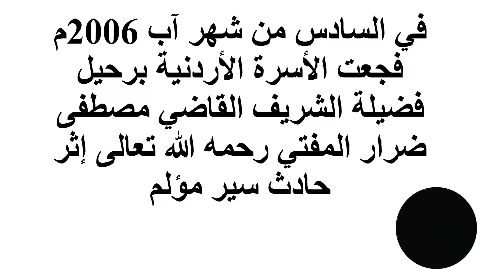 في السادس من شهر آب 2006م
فجعت الأسرة الأردنية برحيل
فضيلة الشريف القاضي مصطفى
ضرار المفتي رحمه الله تعالى إثر
حادث سير مؤلم